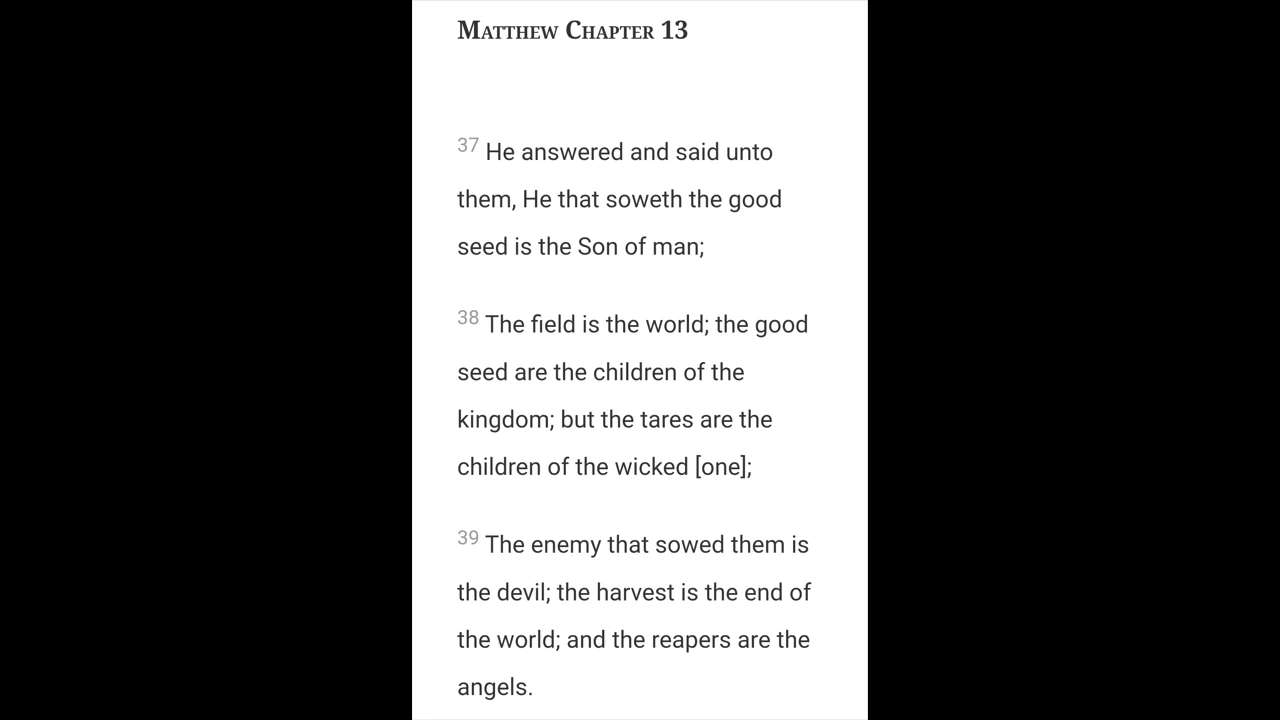 Matthew Chapter 13
37 He answered and said unto
them, He that soweth the good
seed is the Son of man;
38 The field is the world; the good
seed are the children of the
kingdom; but the tares are the
children of the wicked [one];
39 The enemy that sowed them is
the devil; the harvest is the end of
the world; and the reapers are the
angels.